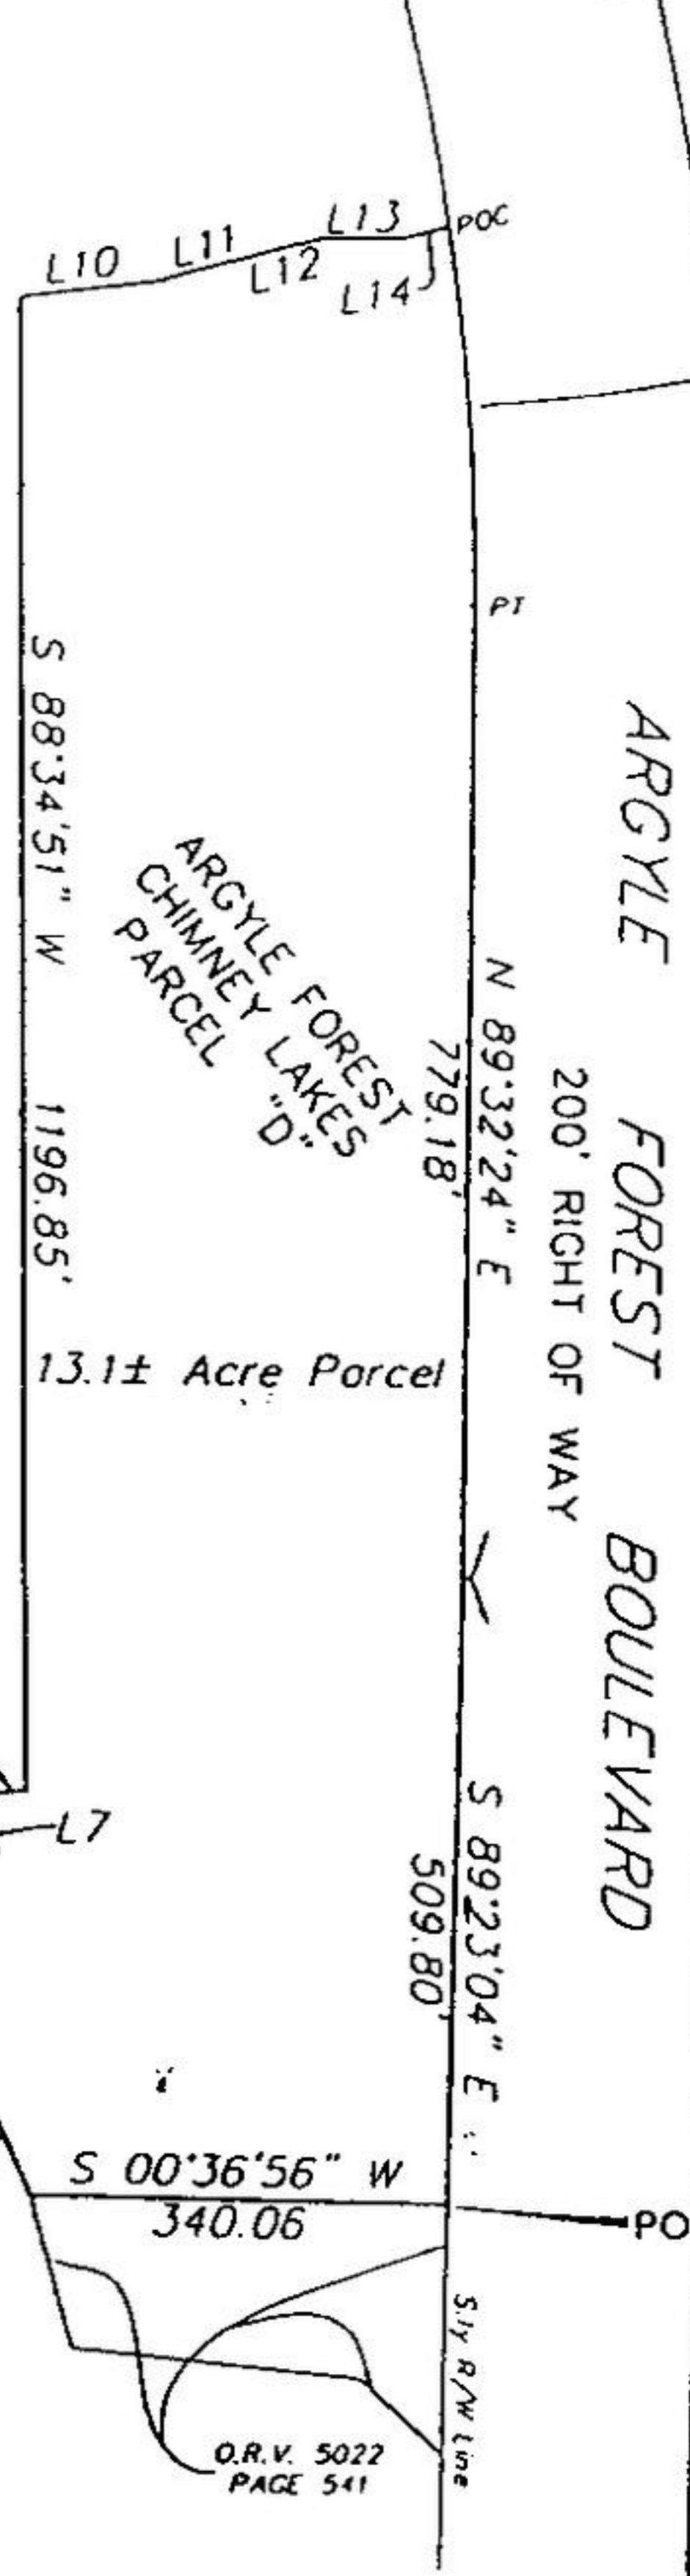 POC
L13
L11
L10
L12
L14
PT
ARGYLE FOREST BOULEVARD
200' RIGHT OF WAY
N 89°32'24" E
779.18'
S 88°34'51" W 1196.85'
ARGYLE FOREST
CHIMNEY LAKES
PARCEL "D"
13.1± Acre Parcel
S 89°23'04" E
509.80'
L7
S 00°36'56" W
340.06
PO
S.ly R/W Line
O.R.V. 5022
PAGE 541